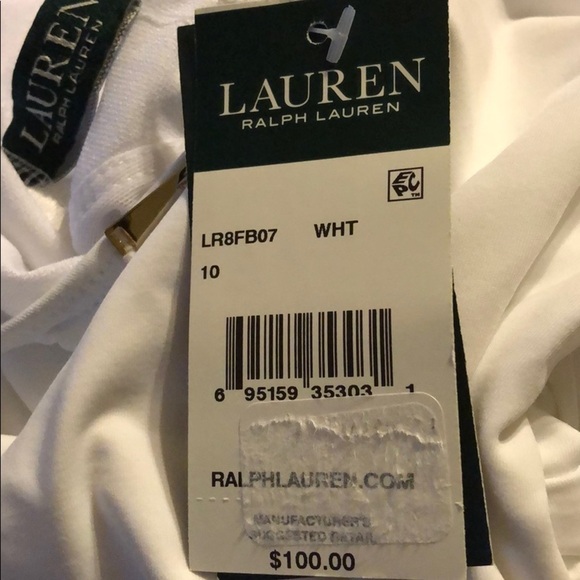 LAUREN
RALPH LAUREN
LAUREN
RALPH LAUREN
EPC™
LR8FB07 WHT
10
6 95159 35303 1
RALPHLAUREN.COM
MANUFACTURER'S
SUGGESTED RETAIL
$100.00